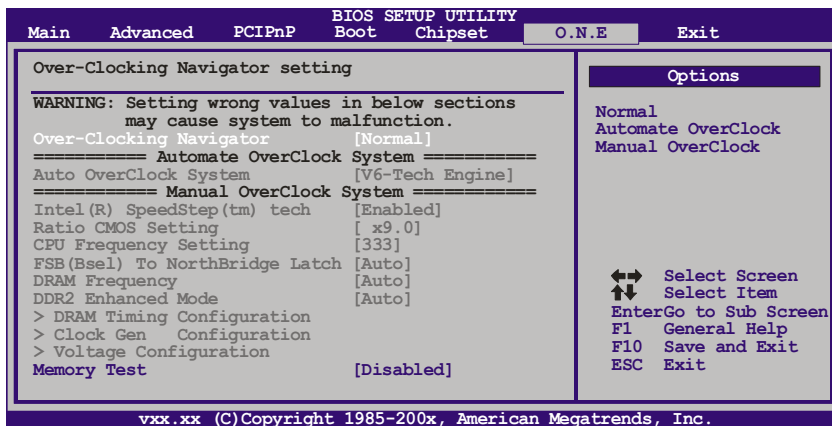 BIOS SETUP UTILITY
Main Advanced PCIPnP Boot Chipset O.N.E Exit
Over-Clocking Navigator setting
WARNING: Setting wrong values in below sections
may cause system to malfunction.
Over-Clocking Navigator [Normal]
=========== Automate OverClock System ===========
Auto OverClock System [V6-Tech Engine]
============ Manual OverClock System ============
Intel(R) SpeedStep(tm) tech [Enabled]
Ratio CMOS Setting [ x9.0]
CPU Frequency Setting [333]
FSB(Bsel) To NorthBridge Latch [Auto]
DRAM Frequency [Auto]
DDR2 Enhanced Mode [Auto]
> DRAM Timing Configuration
> Clock Gen Configuration
> Voltage Configuration
Memory Test [Disabled]
Options
Normal
Automate OverClock
Manual OverClock
Select Screen
Select Item
EnterGo to Sub Screen
F1 General Help
F10 Save and Exit
ESC Exit
vxx.xx (C)Copyright 1985-200x, American Megatrends, Inc.